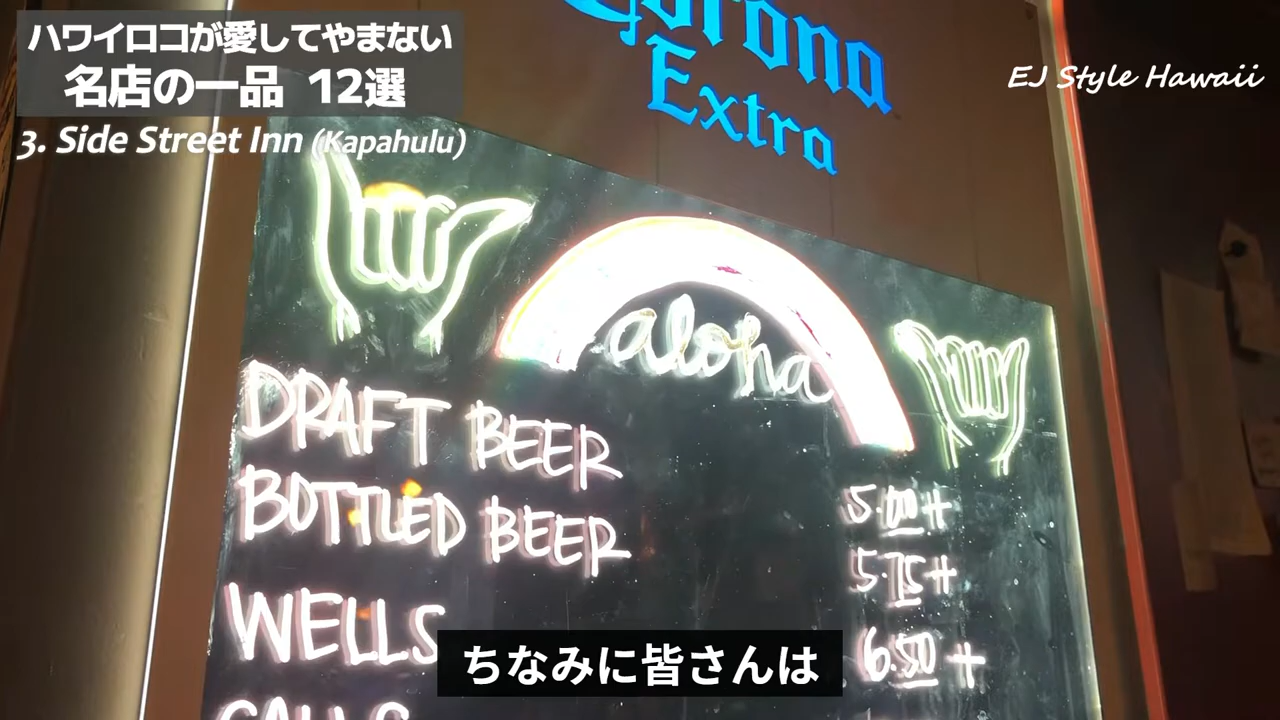 ハワイロコが愛してやまない
名店の一品 12選
3. Side Street Inn (Kapahulu)
EJ Style Hawaii
Corona
Extra
aloha
DRAFT BEER 5.00+
BOTTLED BEER 5.75+
WELLS 6.50+
CALLS
ちなみに皆さんは